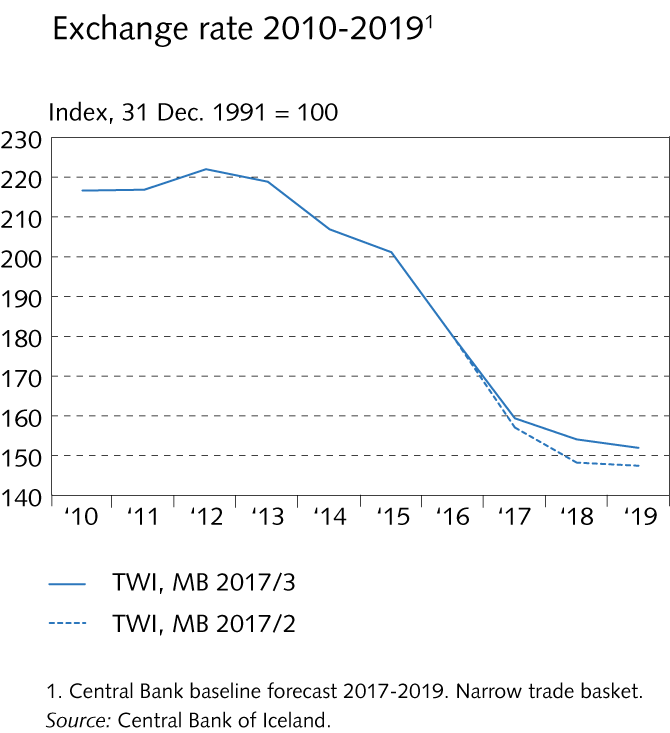 Exchange rate 2010-2019¹
Index, 31 Dec. 1991 = 100
230
220
210
200
190
180
170
160
150
140
‘10 ‘11 ‘12 ‘13 ‘14 ‘15 ‘16 ‘17 ‘18 ‘19
TWI, MB 2017/3
TWI, MB 2017/2
1. Central Bank baseline forecast 2017-2019. Narrow trade basket.
Source: Central Bank of Iceland.